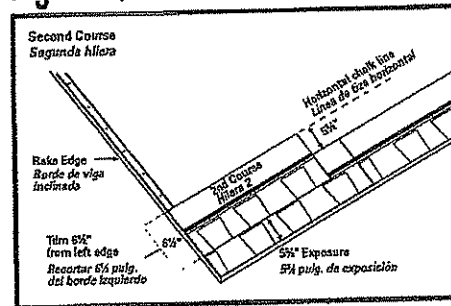 Second Course
Segunda hilera
Horizontal chalk line
Línea de tiza horizontal
5⅝"
Rake Edge
Borde de viga
inclinada
2nd Course
Hilera 2
Trim 6½"
from left edge
Recortar 6½ pulg.
del borde izquierdo
6½"
5⅝" Exposure
5⅝ pulg. de exposición